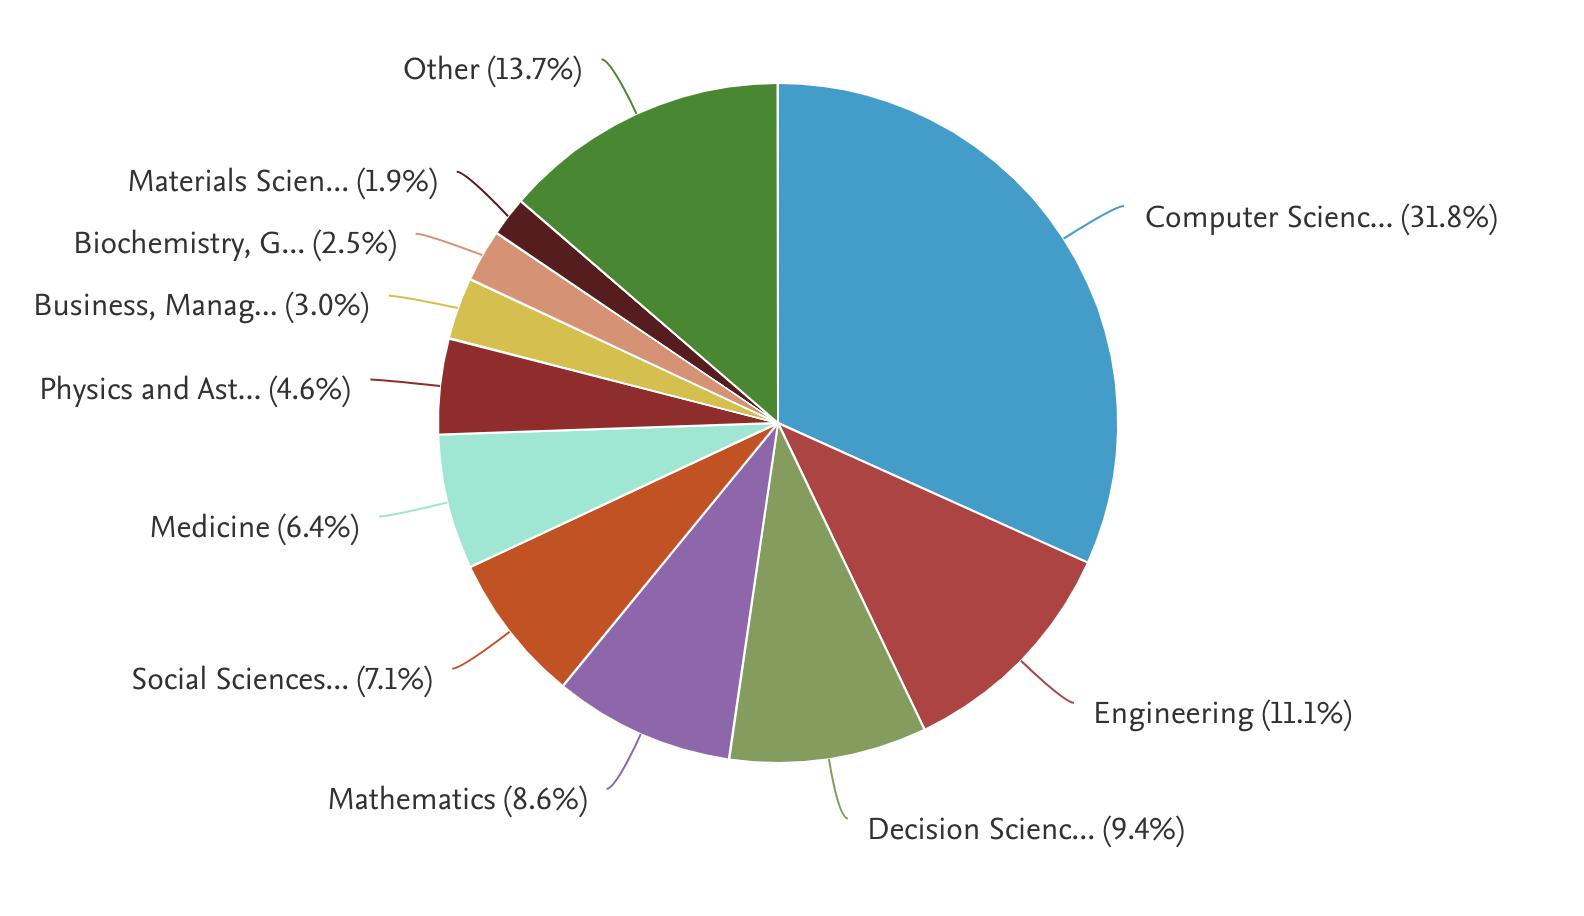 Other (13.7%)
Materials Scien... (1.9%)
Computer Scienc... (31.8%)
Biochemistry, G... (2.5%)
Business, Manag... (3.0%)
Physics and Ast... (4.6%)
Medicine (6.4%)
Social Sciences... (7.1%)
Engineering (11.1%)
Mathematics (8.6%)
Decision Scienc... (9.4%)